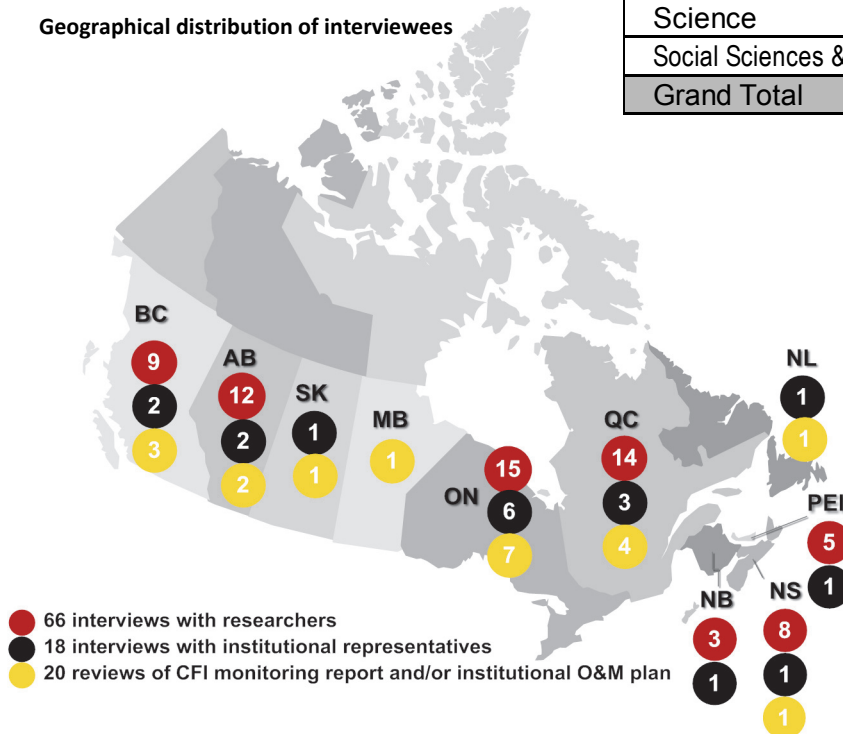 Geographical distribution of interviewees
Science
Social Sciences &
Grand Total
BC
9
2
3
AB
12
2
2
SK
1
1
MB
1
ON
15
6
7
QC
14
3
4
NL
1
1
PEI
5
1
NB
3
1
NS
8
1
1
66 interviews with researchers
18 interviews with institutional representatives
20 reviews of CFI monitoring report and/or institutional O&M plan